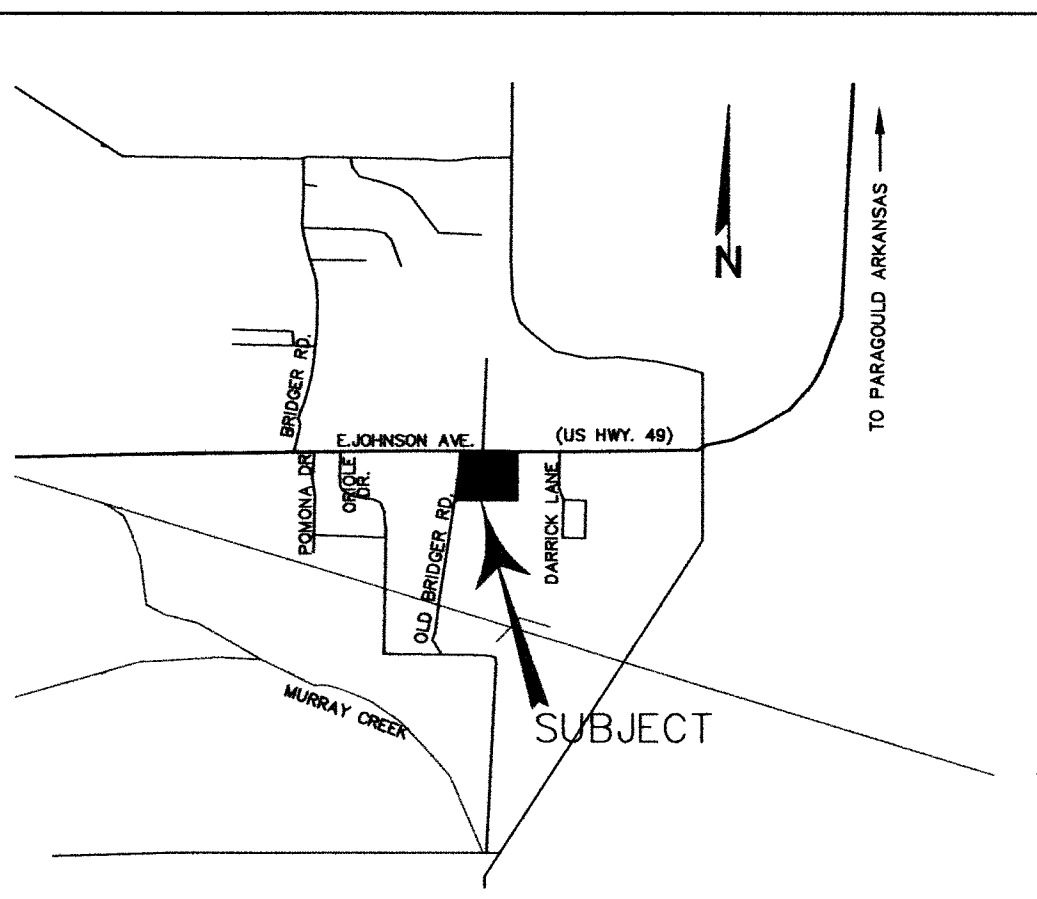 N
TO PARAGOULD ARKANSAS
BRIDGER RD.
E.JOHNSON AVE.
(US HWY. 49)
POMONA DR.
ORIOLE
DR.
OLD BRIDGER RD.
DARRICK LANE
MURRAY CREEK
SUBJECT